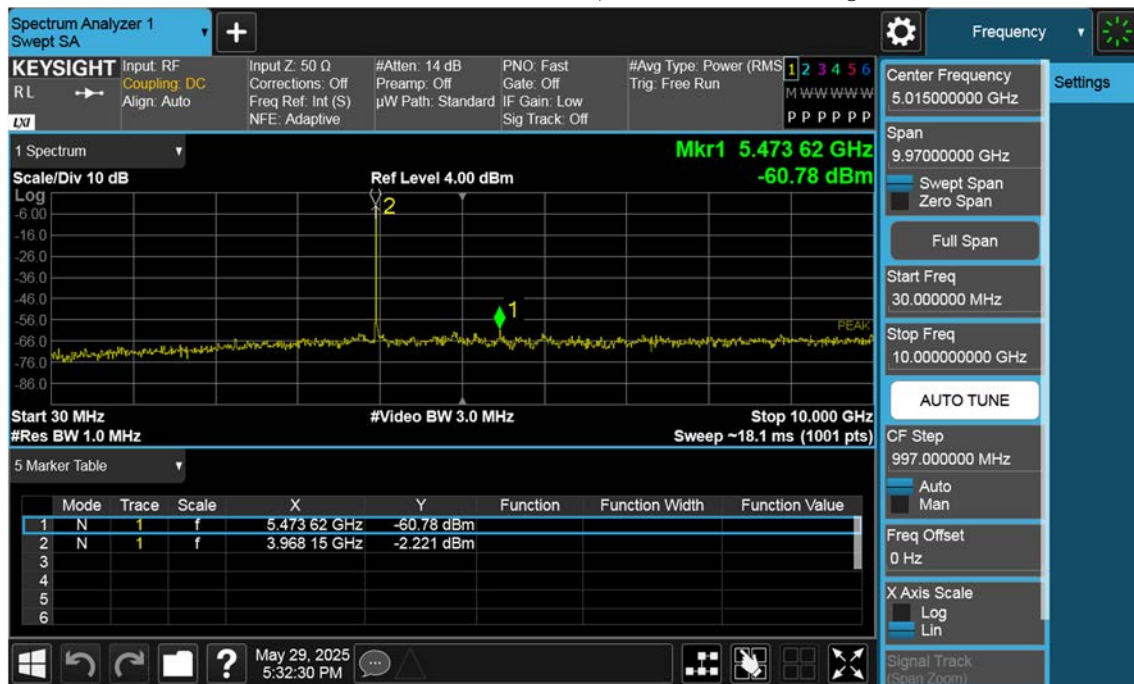 Spectrum Analyzer 1
Swept SA
+
Frequency
KEYSIGHT
RL
LXI
Input: RF
Coupling: DC
Align: Auto
Input Z: 50 Ω
Corrections: Off
Freq Ref: Int (S)
NFE: Adaptive
#Atten: 14 dB
Preamp: Off
µW Path: Standard
PNO: Fast
Gate: Off
IF Gain: Low
Sig Track: Off
#Avg Type: Power (RMS
Trig: Free Run
1 2 3 4 5 6
M W W W W W
P P P P P P
1 Spectrum
Mkr1 5.473 62 GHz
Scale/Div 10 dB
Ref Level 4.00 dBm
-60.78 dBm
Log
-6.00
-16.0
-26.0
-36.0
-46.0
-56.0
-66.0
-76.0
-86.0
2
1
PEAK
Start 30 MHz
#Video BW 3.0 MHz
Stop 10.000 GHz
#Res BW 1.0 MHz
Sweep ~18.1 ms (1001 pts)
5 Marker Table
Mode Trace Scale X Y Function Function Width Function Value
1 N 1 f 5.473 62 GHz -60.78 dBm
2 N 1 f 3.968 15 GHz -2.221 dBm
3
4
5
6
?
May 29, 2025
5:32:30 PM
Center Frequency
5.015000000 GHz
Settings
Span
9.97000000 GHz
Swept Span
Zero Span
Full Span
Start Freq
30.000000 MHz
Stop Freq
10.000000000 GHz
AUTO TUNE
CF Step
997.000000 MHz
Auto
Man
Freq Offset
0 Hz
X Axis Scale
Log
Lin
Signal Track
(Span Zoom)